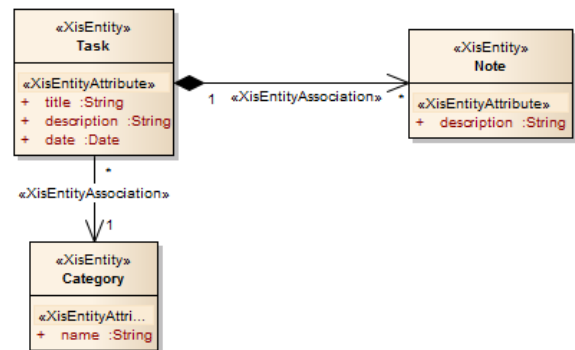 «XisEntity»
Task
«XisEntityAttribute»
+ title :String
+ description :String
+ date :Date
1 «XisEntityAssociation» *
«XisEntity»
Note
«XisEntityAttribute»
+ description :String
*
«XisEntityAssociation»
1
«XisEntity»
Category
«XisEntityAttri...
+ name :String